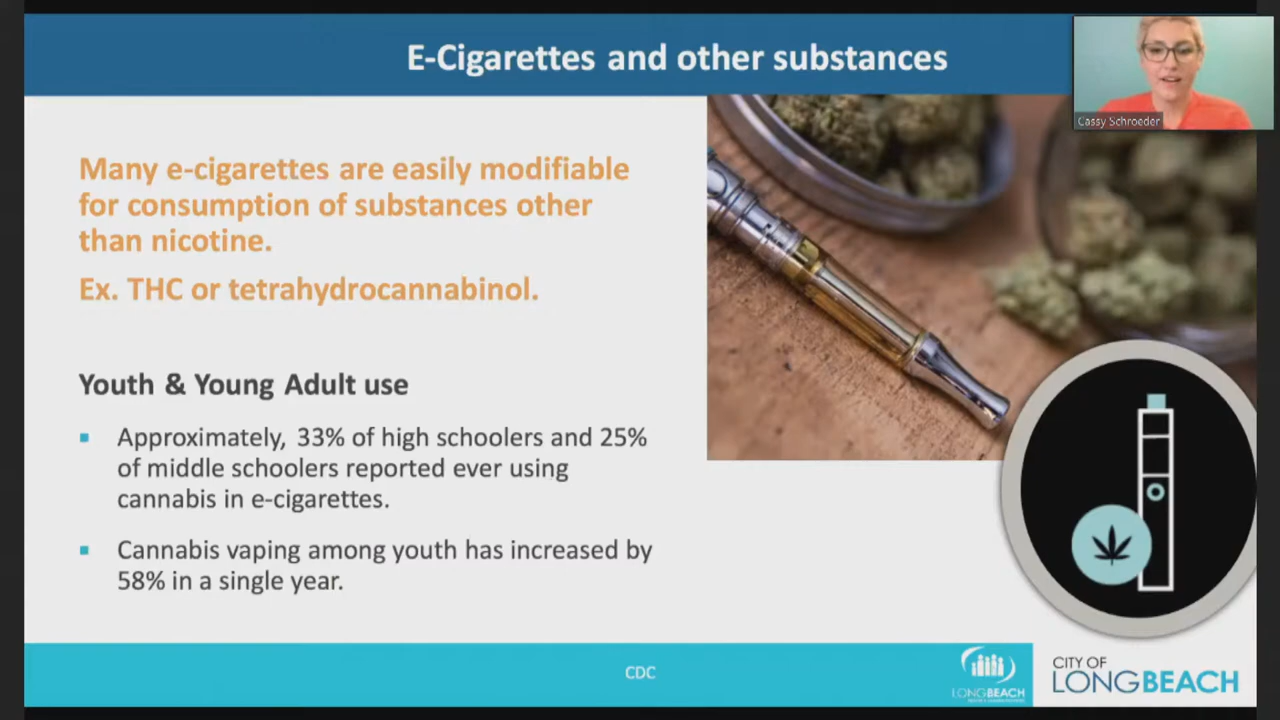 E-Cigarettes and other substances
Cassy Schroeder
Many e-cigarettes are easily modifiable
for consumption of substances other
than nicotine.
Ex. THC or tetrahydrocannabinol.
Youth & Young Adult use
Approximately, 33% of high schoolers and 25%
of middle schoolers reported ever using
cannabis in e-cigarettes.
Cannabis vaping among youth has increased by
58% in a single year.
CDC
LONGBEACH
CITY OF
LONGBEACH